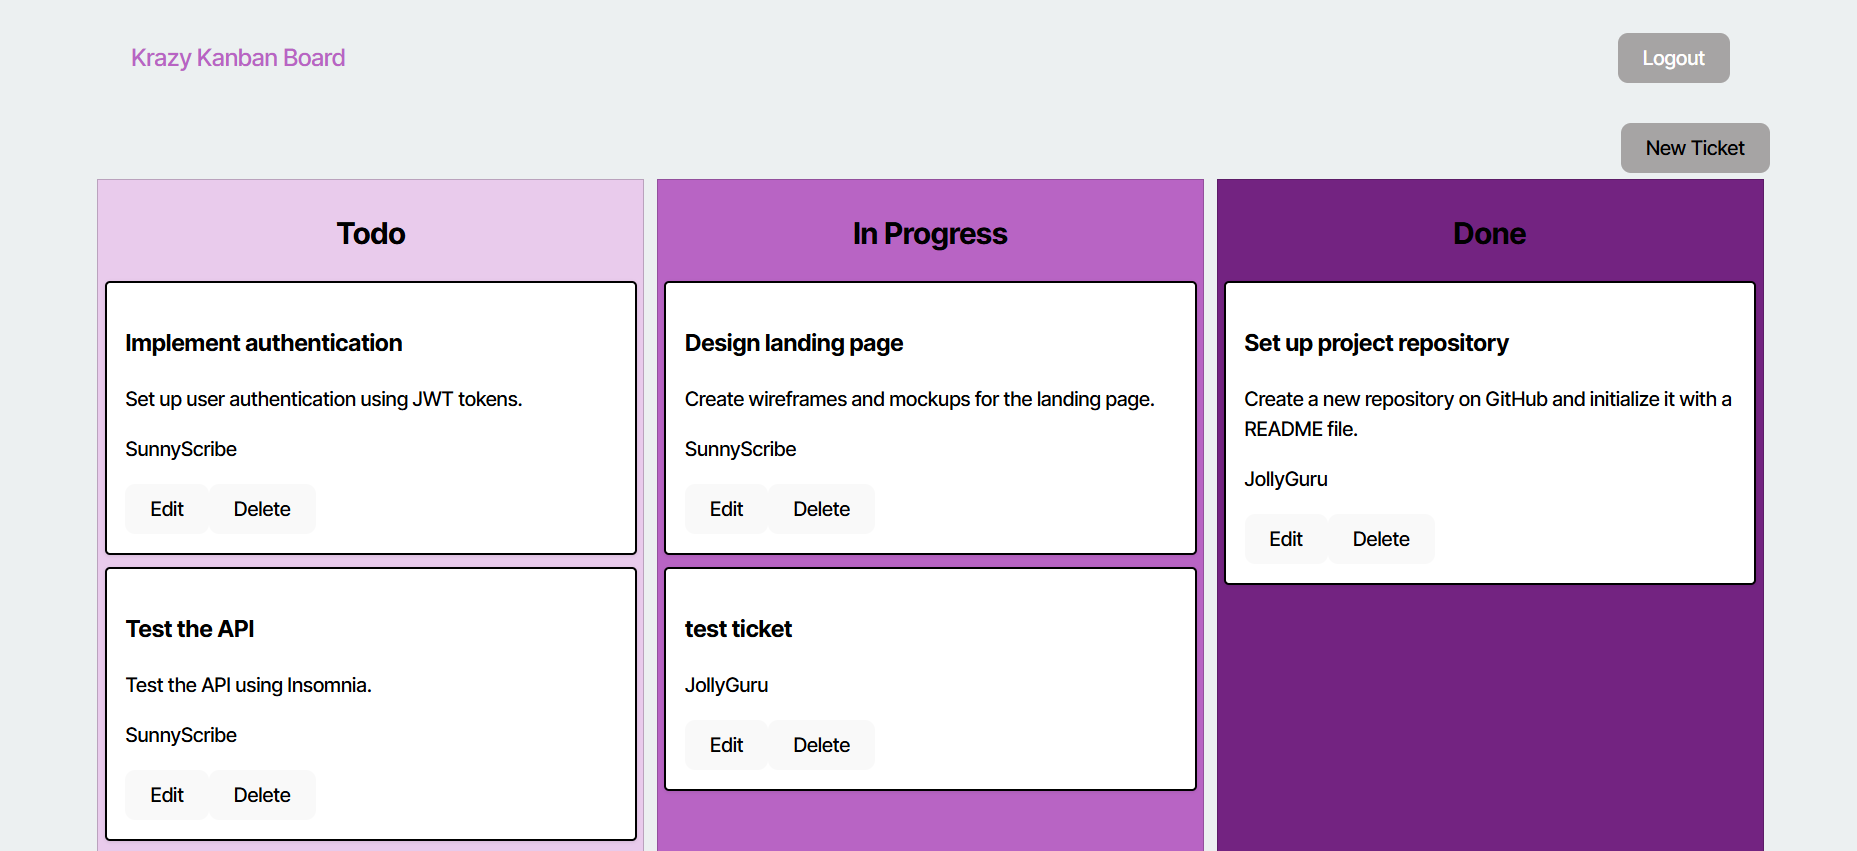 Krazy Kanban Board
Logout
New Ticket
Todo
Implement authentication
Set up user authentication using JWT tokens.
SunnyScribe
Edit
Delete
Test the API
Test the API using Insomnia.
SunnyScribe
Edit
Delete
In Progress
Design landing page
Create wireframes and mockups for the landing page.
SunnyScribe
Edit
Delete
test ticket
JollyGuru
Edit
Delete
Done
Set up project repository
Create a new repository on GitHub and initialize it with a
README file.
JollyGuru
Edit
Delete